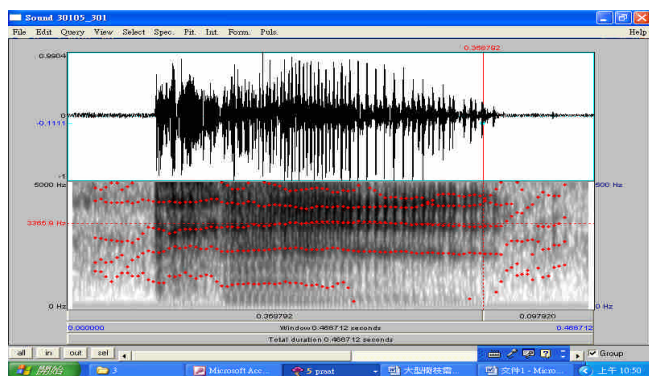 Sound 30105_301
File Edit Query View Select Spec. Pit. Int. Form. Puls. Help
0.368792
0.9904
0
-0.1111
-1
5000 Hz
500 Hz
3365.9 Hz
0 Hz
0 Hz
0.368792
0.097920
0.000000
Window 0.466712 seconds
0.466712
Total duration 0.466712 seconds
all in out sel
Group
開始
3
Microsoft Acc...
5 praat
文件1 - Micro...
上午 10:50